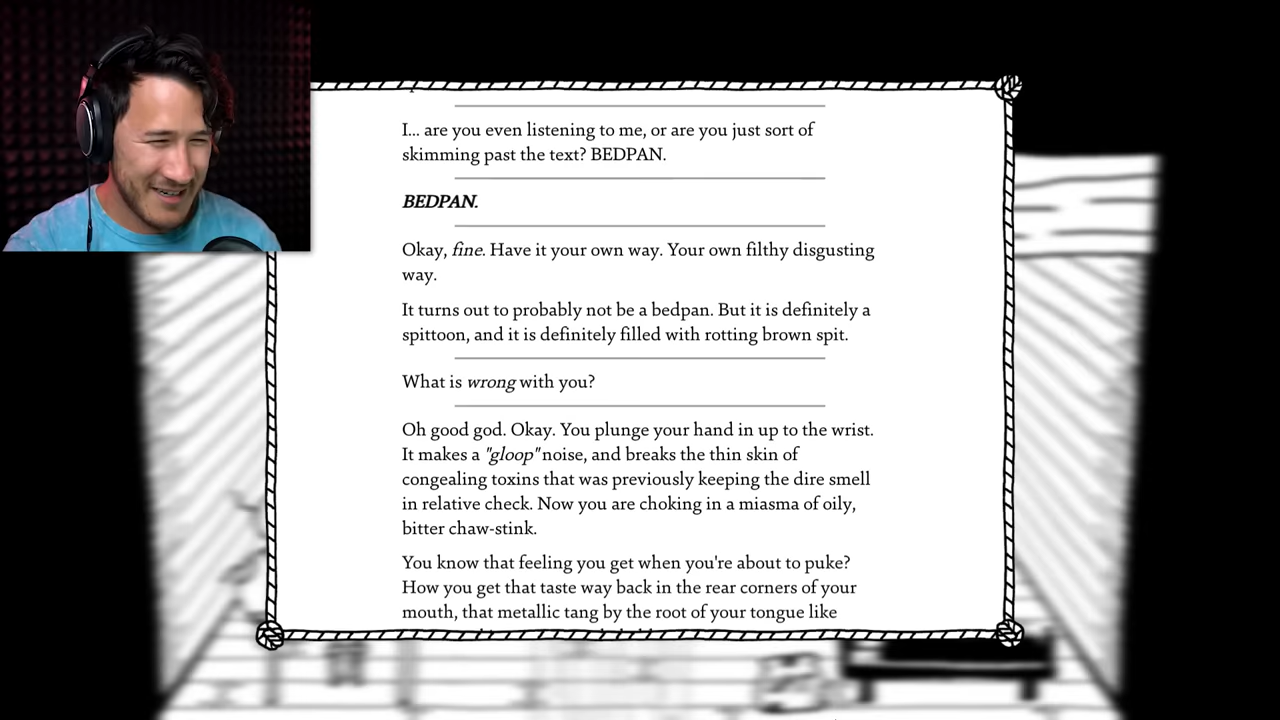 I... are you even listening to me, or are you just sort of
skimming past the text? BEDPAN.
BEDPAN.
Okay, fine. Have it your own way. Your own filthy disgusting
way.
It turns out to probably not be a bedpan. But it is definitely a
spittoon, and it is definitely filled with rotting brown spit.
What is wrong with you?
Oh good god. Okay. You plunge your hand in up to the wrist.
It makes a "gloop" noise, and breaks the thin skin of
congealing toxins that was previously keeping the dire smell
in relative check. Now you are choking in a miasma of oily,
bitter chaw-stink.
You know that feeling you get when you're about to puke?
How you get that taste way back in the rear corners of your
mouth, that metallic tang by the root of your tongue like